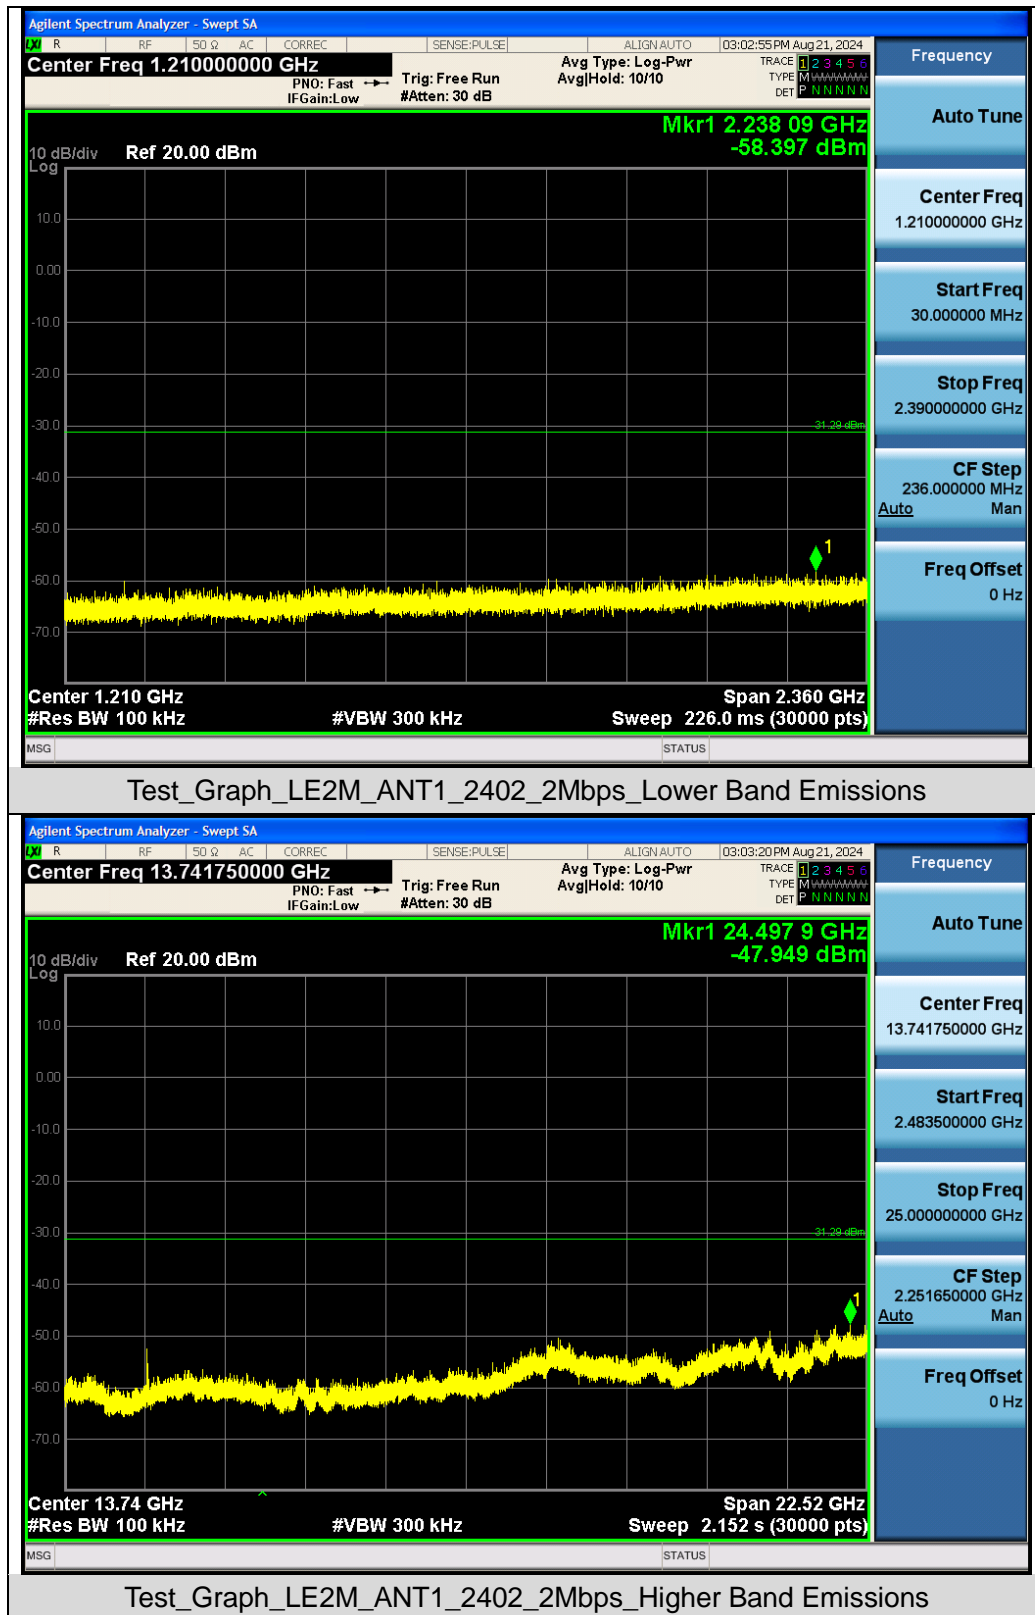 Agilent Spectrum Analyzer - Swept SA
LXI R RF 50 Ω AC CORREC SENSE:PULSE ALIGN AUTO 03:02:55 PM Aug 21, 2024
Center Freq 1.210000000 GHz
PNO: Fast
IFGain:Low
Trig: Free Run
#Atten: 30 dB
Avg Type: Log-Pwr
Avg|Hold: 10/10
TRACE 1 2 3 4 5 6
TYPE M WWWWW
DET P N N N N N
Mkr1 2.238 09 GHz
-58.397 dBm
10 dB/div Ref 20.00 dBm
Log
10.0
0.00
-10.0
-20.0
-30.0
-31.29 dBm
-40.0
-50.0
1
-60.0
-70.0
Center 1.210 GHz Span 2.360 GHz
#Res BW 100 kHz #VBW 300 kHz Sweep 226.0 ms (30000 pts)
MSG STATUS
Frequency
Auto Tune
Center Freq
1.210000000 GHz
Start Freq
30.000000 MHz
Stop Freq
2.390000000 GHz
CF Step
236.000000 MHz
Auto Man
Freq Offset
0 Hz
Test_Graph_LE2M_ANT1_2402_2Mbps_Lower Band Emissions
Agilent Spectrum Analyzer - Swept SA
LXI R RF 50 Ω AC CORREC SENSE:PULSE ALIGN AUTO 03:03:20 PM Aug 21, 2024
Center Freq 13.741750000 GHz
PNO: Fast
IFGain:Low
Trig: Free Run
#Atten: 30 dB
Avg Type: Log-Pwr
Avg|Hold: 10/10
TRACE 1 2 3 4 5 6
TYPE M WWWWW
DET P N N N N N
Mkr1 24.497 9 GHz
-47.949 dBm
10 dB/div Ref 20.00 dBm
Log
10.0
0.00
-10.0
-20.0
-30.0
-31.29 dBm
-40.0
1
-50.0
-60.0
-70.0
Center 13.74 GHz Span 22.52 GHz
#Res BW 100 kHz #VBW 300 kHz Sweep 2.152 s (30000 pts)
MSG STATUS
Frequency
Auto Tune
Center Freq
13.741750000 GHz
Start Freq
2.483500000 GHz
Stop Freq
25.000000000 GHz
CF Step
2.251650000 GHz
Auto Man
Freq Offset
0 Hz
Test_Graph_LE2M_ANT1_2402_2Mbps_Higher Band Emissions